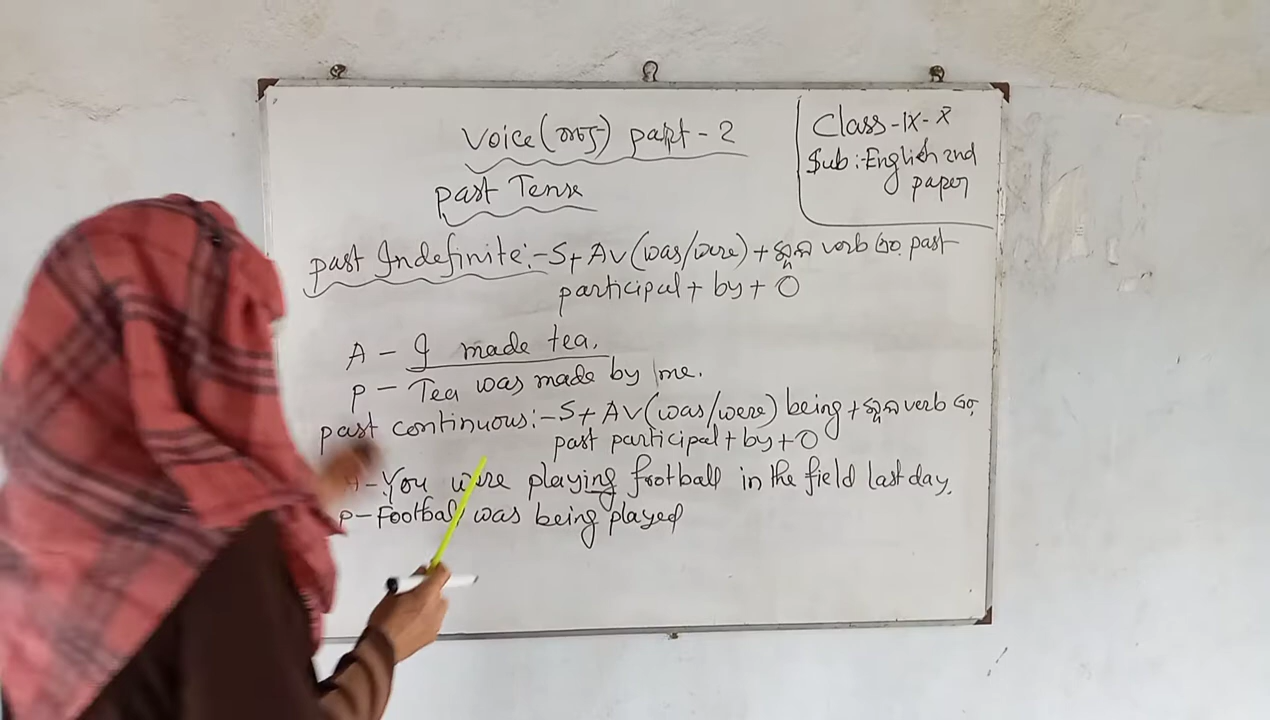 Voice (বাচ্য) part - 2
Class - IX - X
Sub :- English 2nd
paper
past Tense
past Indefinite :- S + AV (was/were) + মূল verb এর past
participal + by + O
A - I made tea.
P - Tea was made by me.
past continuous :- S + AV (was/were) being + মূল verb এর
past participal + by + O
- You were playing football in the field last day.
P - Football was being played